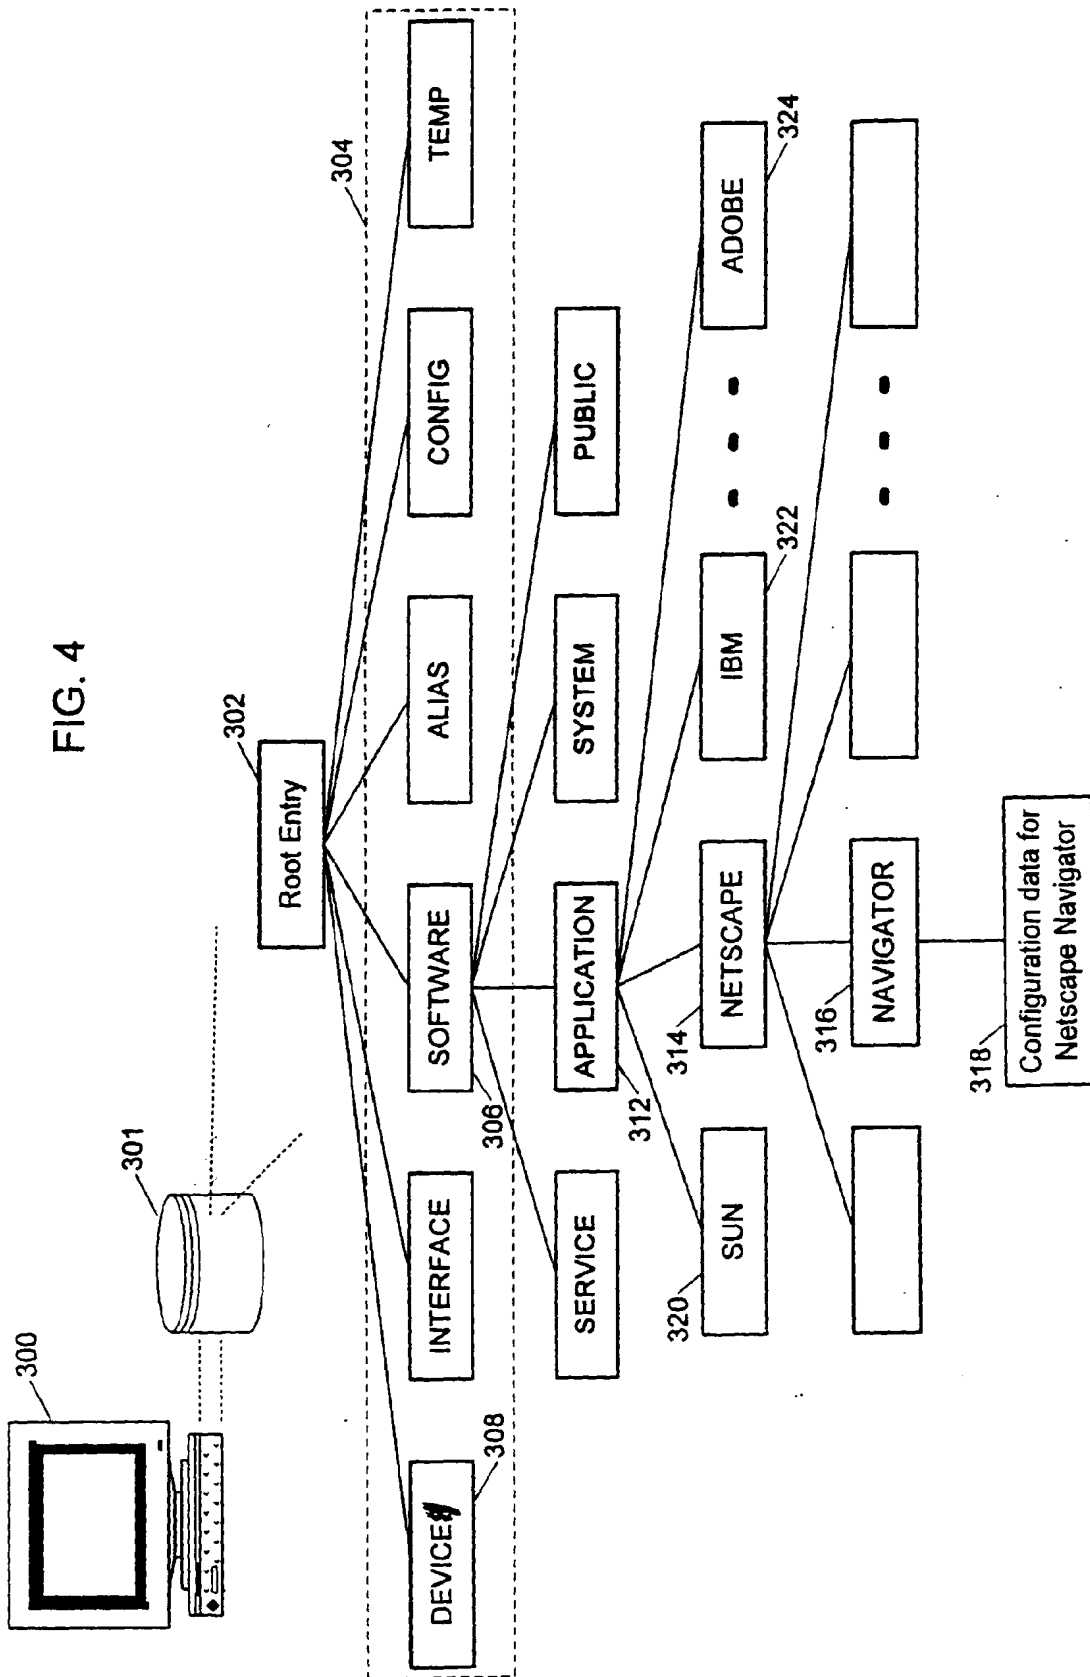 FIG. 4
300
301
302
Root Entry
304
DEVICE
INTERFACE
SOFTWARE
ALIAS
CONFIG
TEMP
308
306
SERVICE
APPLICATION
SYSTEM
PUBLIC
312
314
320
SUN
NETSCAPE
IBM
ADOBE
322
324
316
NAVIGATOR
318
Configuration data for
Netscape Navigator